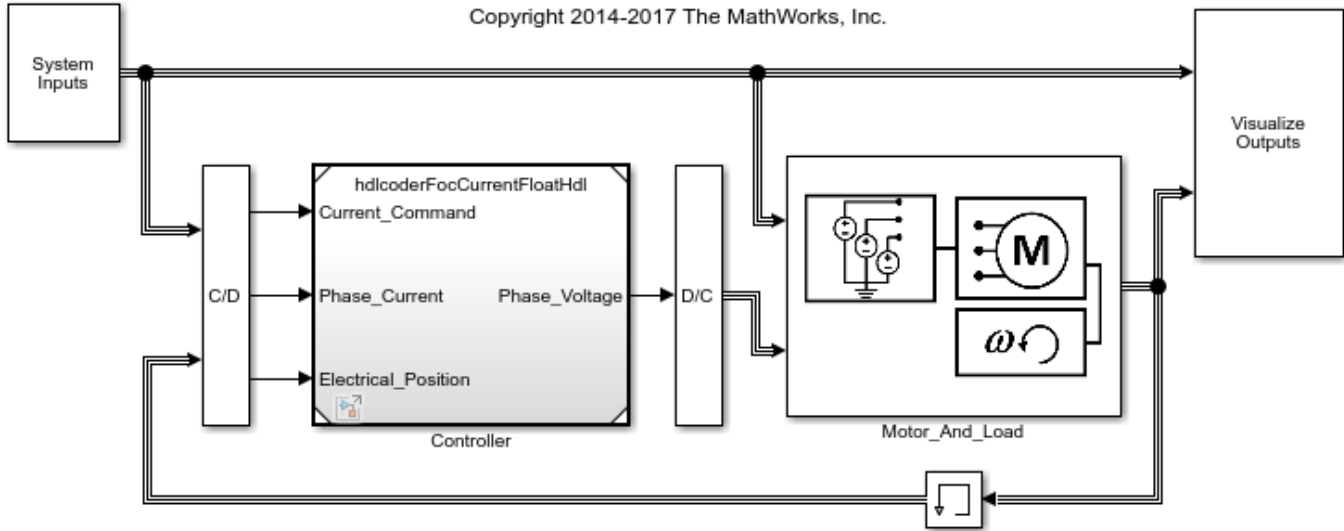 Copyright 2014-2017 The MathWorks, Inc.
System
Inputs
Visualize
Outputs
hdlcoderFocCurrentFloatHdl
Current_Command
C/D
Phase_Current
Phase_Voltage
D/C
Electrical_Position
Controller
M
ω
Motor_And_Load